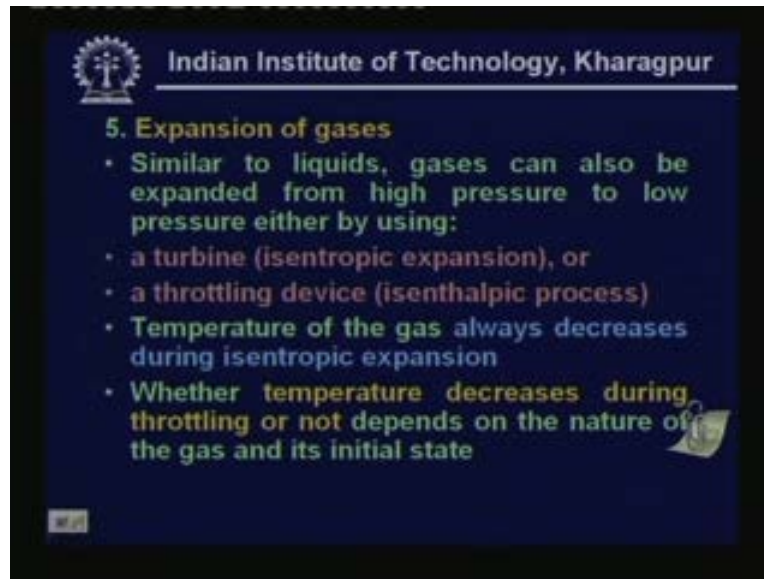 Indian Institute of Technology, Kharagpur
5. Expansion of gases
• Similar to liquids, gases can also be
expanded from high pressure to low
pressure either by using:
• a turbine (isentropic expansion), or
• a throttling device (isenthalpic process)
• Temperature of the gas always decreases
during isentropic expansion
• Whether temperature decreases during
throttling or not depends on the nature of
the gas and its initial state